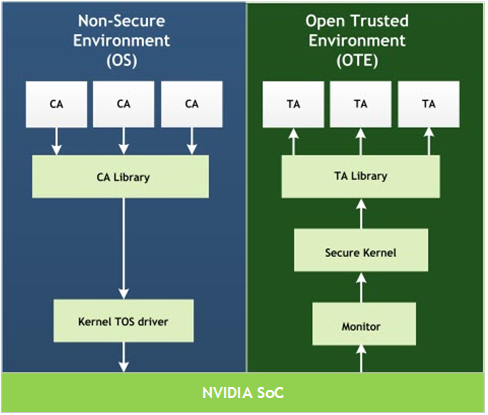 Non-Secure
Environment
(OS)
CA
CA
CA
CA Library
Kernel TOS driver
Open Trusted
Environment
(OTE)
TA
TA
TA
TA Library
Secure Kernel
Monitor
NVIDIA SoC